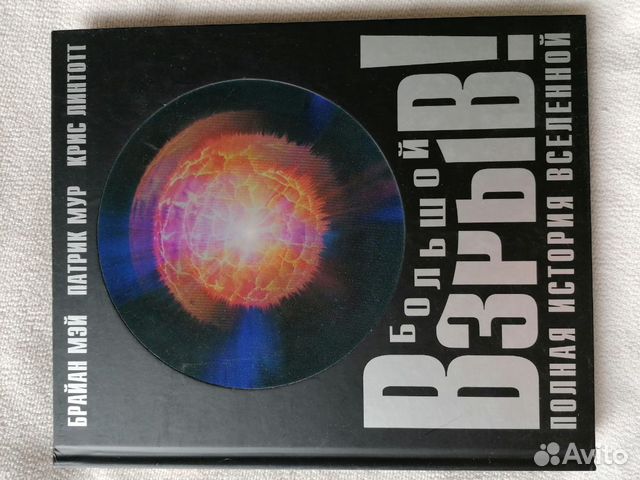 БРАЙАН МЭЙ ПАТРИК МУР КРИС ЛИНТОТТ
БОЛЬШОЙ
ВЗРЫВ!
ПОЛНАЯ ИСТОРИЯ ВСЕЛЕННОЙ
Avito